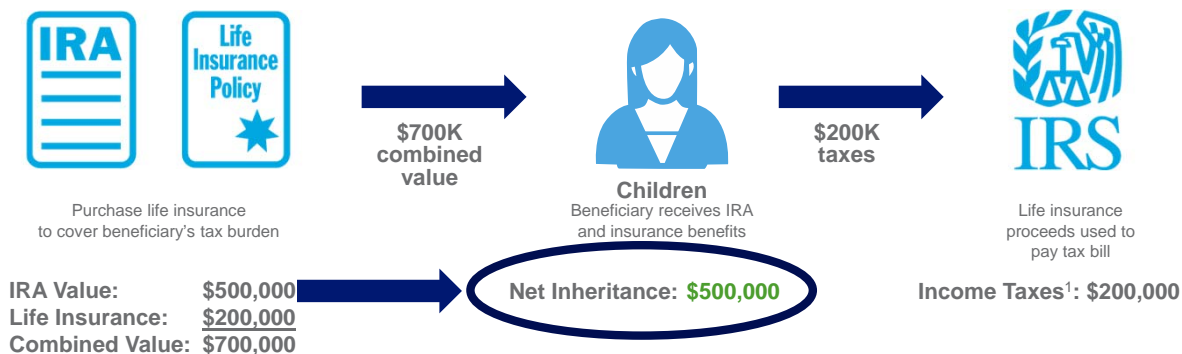 IRA
Life
Insurance
Policy
$700K
combined
value
$200K
taxes
IRS
Purchase life insurance
to cover beneficiary's tax burden
Children
Beneficiary receives IRA
and insurance benefits
Life insurance
proceeds used to
pay tax bill
IRA Value: $500,000
Life Insurance: $200,000
Combined Value: $700,000
Net Inheritance: $500,000
Income Taxes¹: $200,000